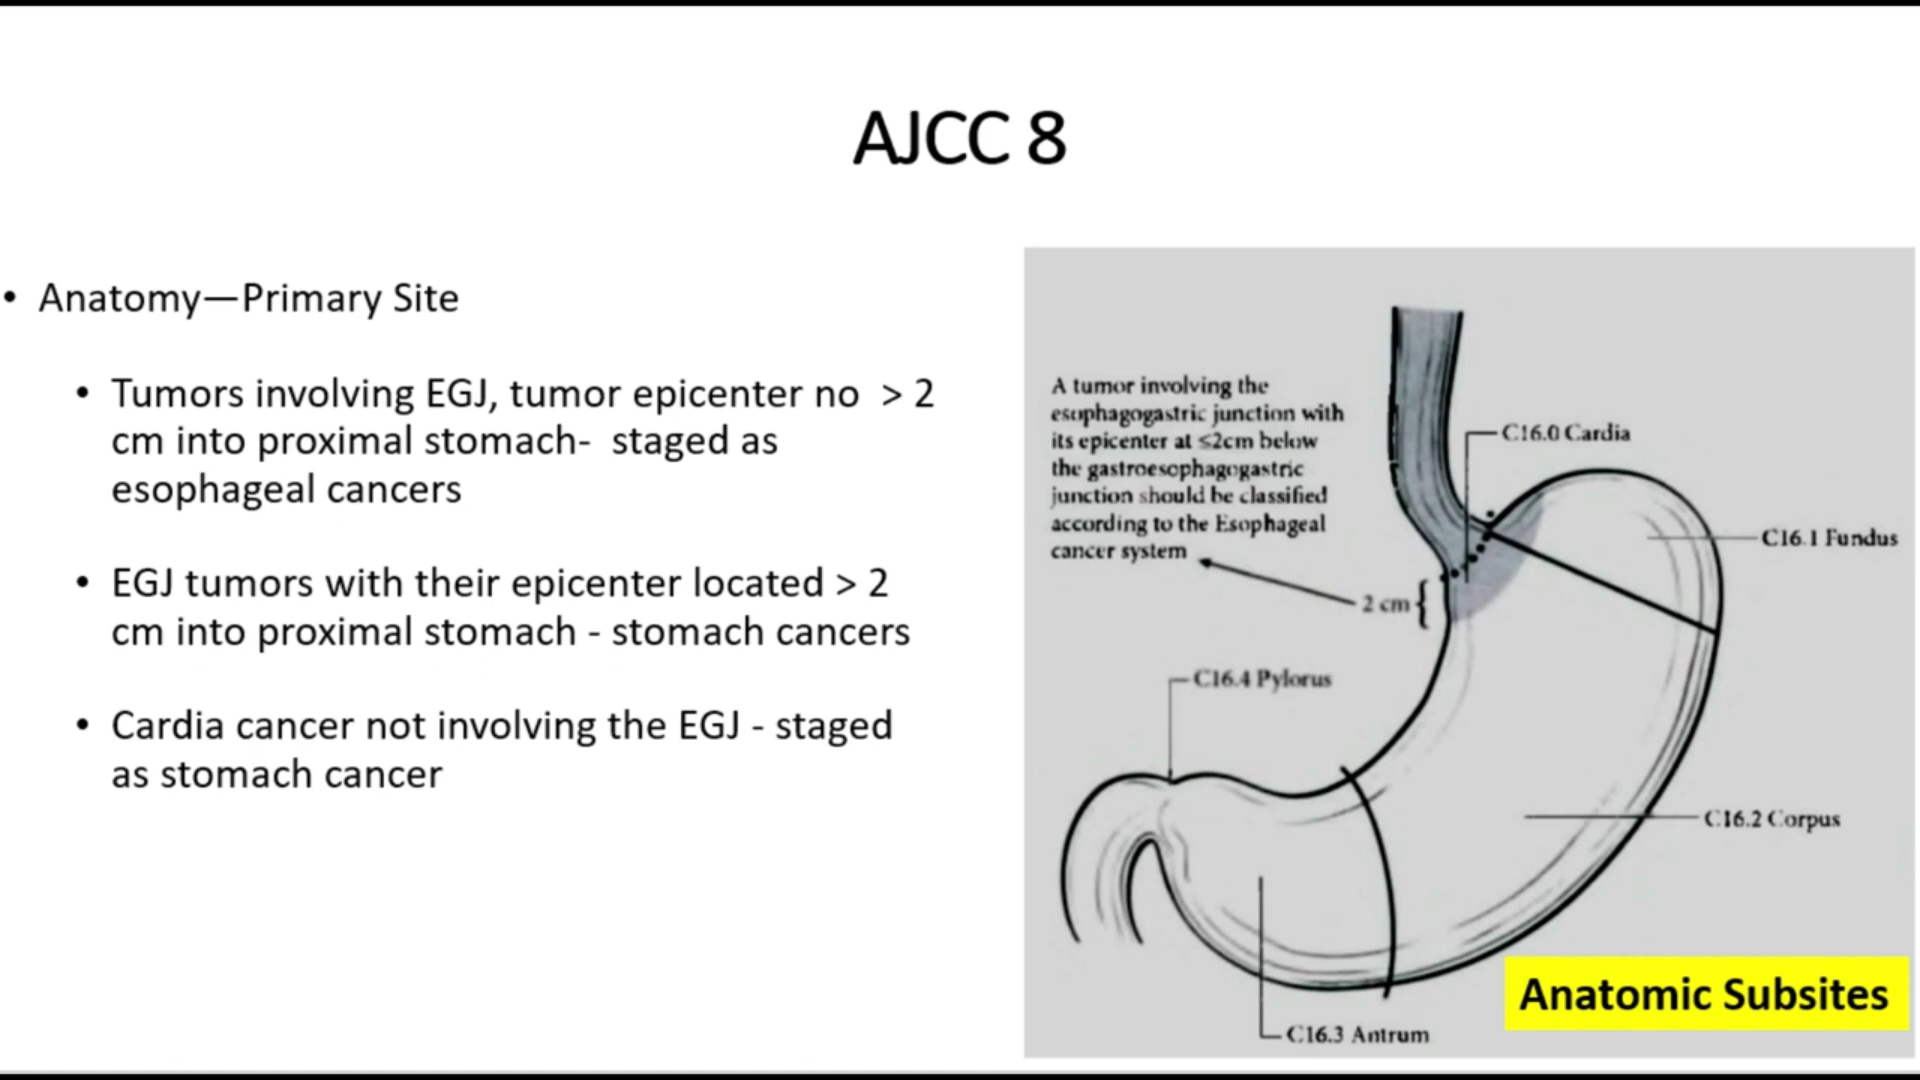 AJCC 8
• Anatomy—Primary Site
• Tumors involving EGJ, tumor epicenter no > 2
cm into proximal stomach- staged as
esophageal cancers
• EGJ tumors with their epicenter located > 2
cm into proximal stomach - stomach cancers
• Cardia cancer not involving the EGJ - staged
as stomach cancer
A tumor involving the
esophagogastric junction with
its epicenter at ≤2cm below
the gastroesophagogastric
junction should be classified
according to the Esophageal
cancer system
2 cm
C16.0 Cardia
C16.1 Fundus
C16.4 Pylorus
C16.2 Corpus
C16.3 Antrum
Anatomic Subsites